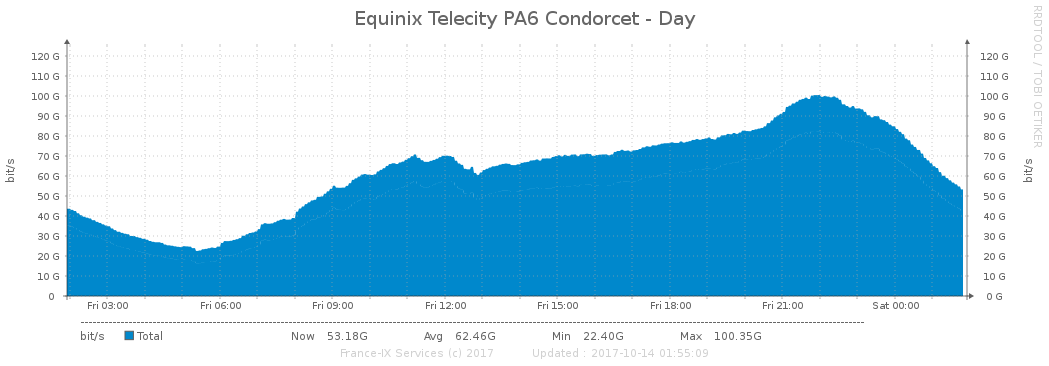 Equinix Telecity PA6 Condorcet - Day
RRDTOOL / TOBI OETIKER
bit/s
bit/s
120 G 120 G
110 G 110 G
100 G 100 G
90 G 90 G
80 G 80 G
70 G 70 G
60 G 60 G
50 G 50 G
40 G 40 G
30 G 30 G
20 G 20 G
10 G 10 G
0 0 G
Fri 03:00 Fri 06:00 Fri 09:00 Fri 12:00 Fri 15:00 Fri 18:00 Fri 21:00 Sat 00:00
bit/s Total Now 53.18G Avg 62.46G Min 22.40G Max 100.35G
France-IX Services (c) 2017 Updated : 2017-10-14 01:55:09